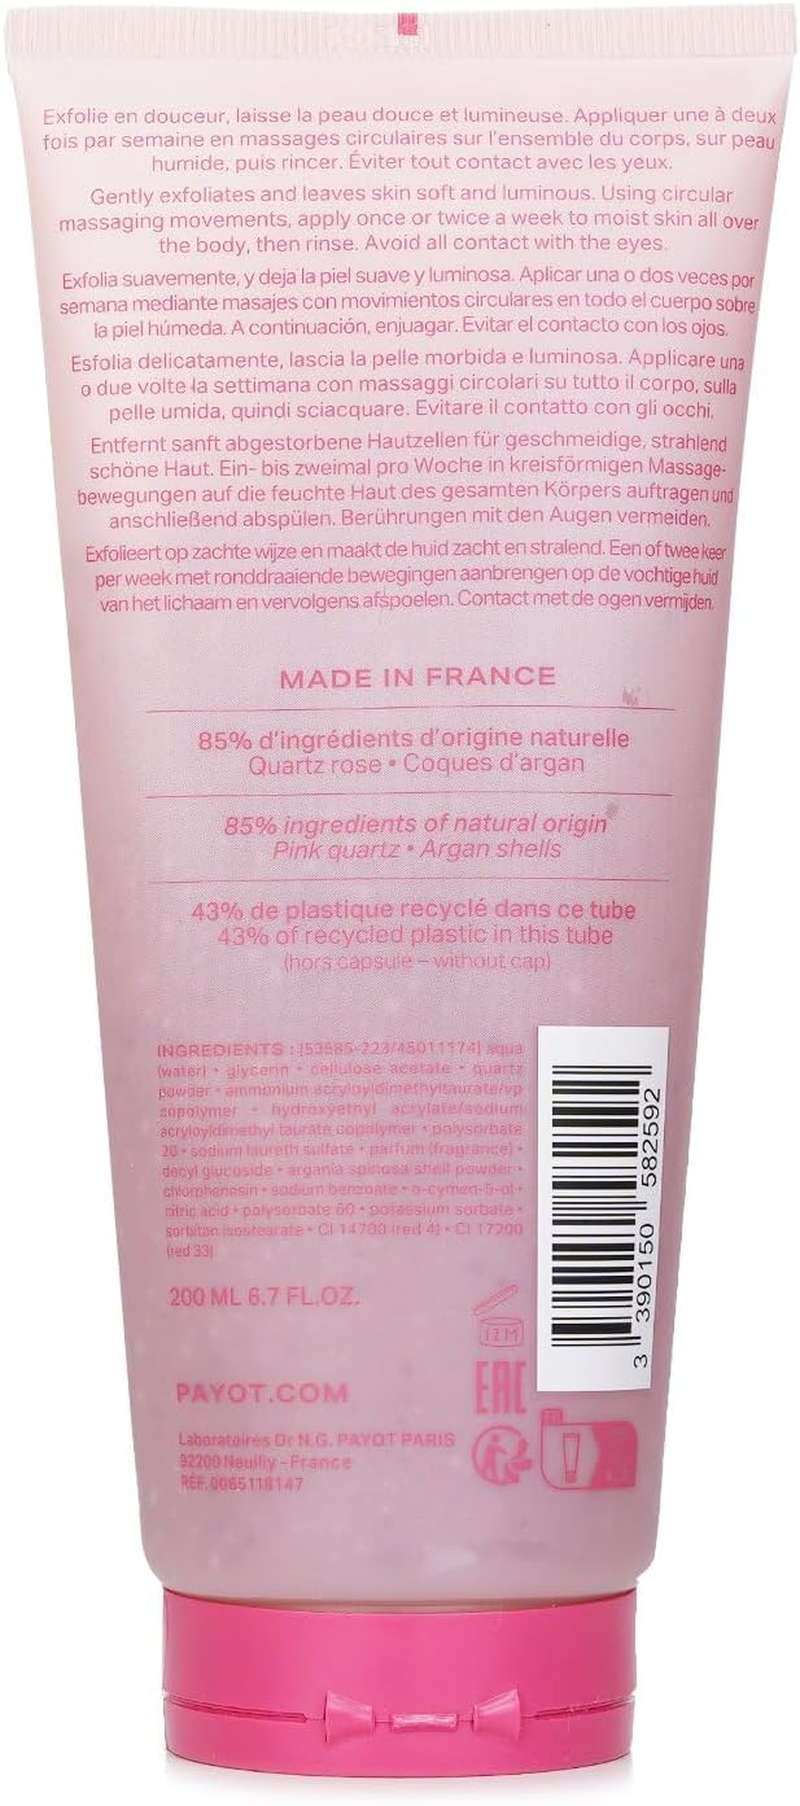 Exfolie en douceur, laisse la peau douce et lumineuse. Appliquer une à deux
fois par semaine en massages circulaires sur l'ensemble du corps, sur peau
humide, puis rincer. Éviter tout contact avec les yeux.
Gently exfoliates and leaves skin soft and luminous. Using circular
massaging movements, apply once or twice a week to moist skin all over
the body, then rinse. Avoid all contact with the eyes.
Exfolia suavemente, y deja la piel suave y luminosa. Aplicar una o dos veces por
semana mediante masajes con movimientos circulares en todo el cuerpo sobre
la piel húmeda. A continuación, enjuagar. Evitar el contacto con los ojos.
Esfolia delicatamente, lascia la pelle morbida e luminosa. Applicare una
o due volte la settimana con massaggi circolari su tutto il corpo, sulla
pelle umida, quindi sciacquare. Evitare il contatto con gli occhi.
Entfernt sanft abgestorbene Hautzellen für geschmeidige, strahlend
schöne Haut. Ein- bis zweimal pro Woche in kreisförmigen Massage-
bewegungen auf die feuchte Haut des gesamten Körpers auftragen und
anschließend abspülen. Berührungen mit den Augen vermeiden.
Exfolieert op zachte wijze en maakt de huid zacht en stralend. Een of twee keer
per week met ronddraaiende bewegingen aanbrengen op de vochtige huid
van het lichaam en vervolgens afspoelen. Contact met de ogen vermijden.
MADE IN FRANCE
85% d'ingrédients d'origine naturelle
Quartz rose • Coques d'argan
85% ingredients of natural origin
Pink quartz • Argan shells
43% de plastique recyclé dans ce tube
43% of recycled plastic in this tube
(hors capsule – without cap)
INGREDIENTS : [53585-223/45011174] aqua
(water) • glycerin • cellulose acetate • quartz
powder • ammonium acryloyldimethyltaurate/vp
copolymer • hydroxyethyl acrylate/sodium
acryloyldimethyl taurate copolymer • polysorbate
20 • sodium laureth sulfate • parfum (fragrance) •
decyl glucoside • argania spinosa shell powder •
chlorphenesin • sodium benzoate • o-cymen-5-ol •
citric acid • polysorbate 60 • potassium sorbate •
sorbitan isostearate • CI 14700 (red 4) • CI 17200
(red 33)
200 ML 6.7 FL.OZ.
12 M
EAC
PAYOT.COM
Laboratoires Dr N.G. PAYOT PARIS
92200 Neuilly - France
REF. 0065118147
3 390150 582592